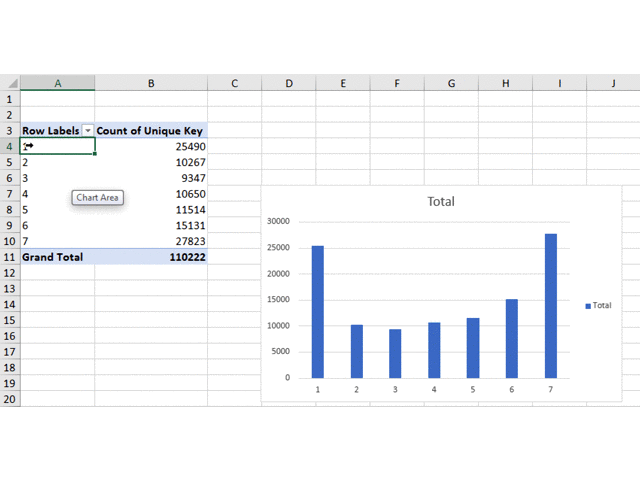 A B C D E F G H I J
1
2
3 Row Labels Count of Unique Key
4 1 25490
5 2 10267
6 3 9347
7 4 10650
8 5 11514
9 6 15131
10 7 27823
11 Grand Total 110222
12
13
14
15
16
17
18
19
20
Chart Area
Total
30000
25000
20000
15000
10000
5000
0
1 2 3 4 5 6 7
Total